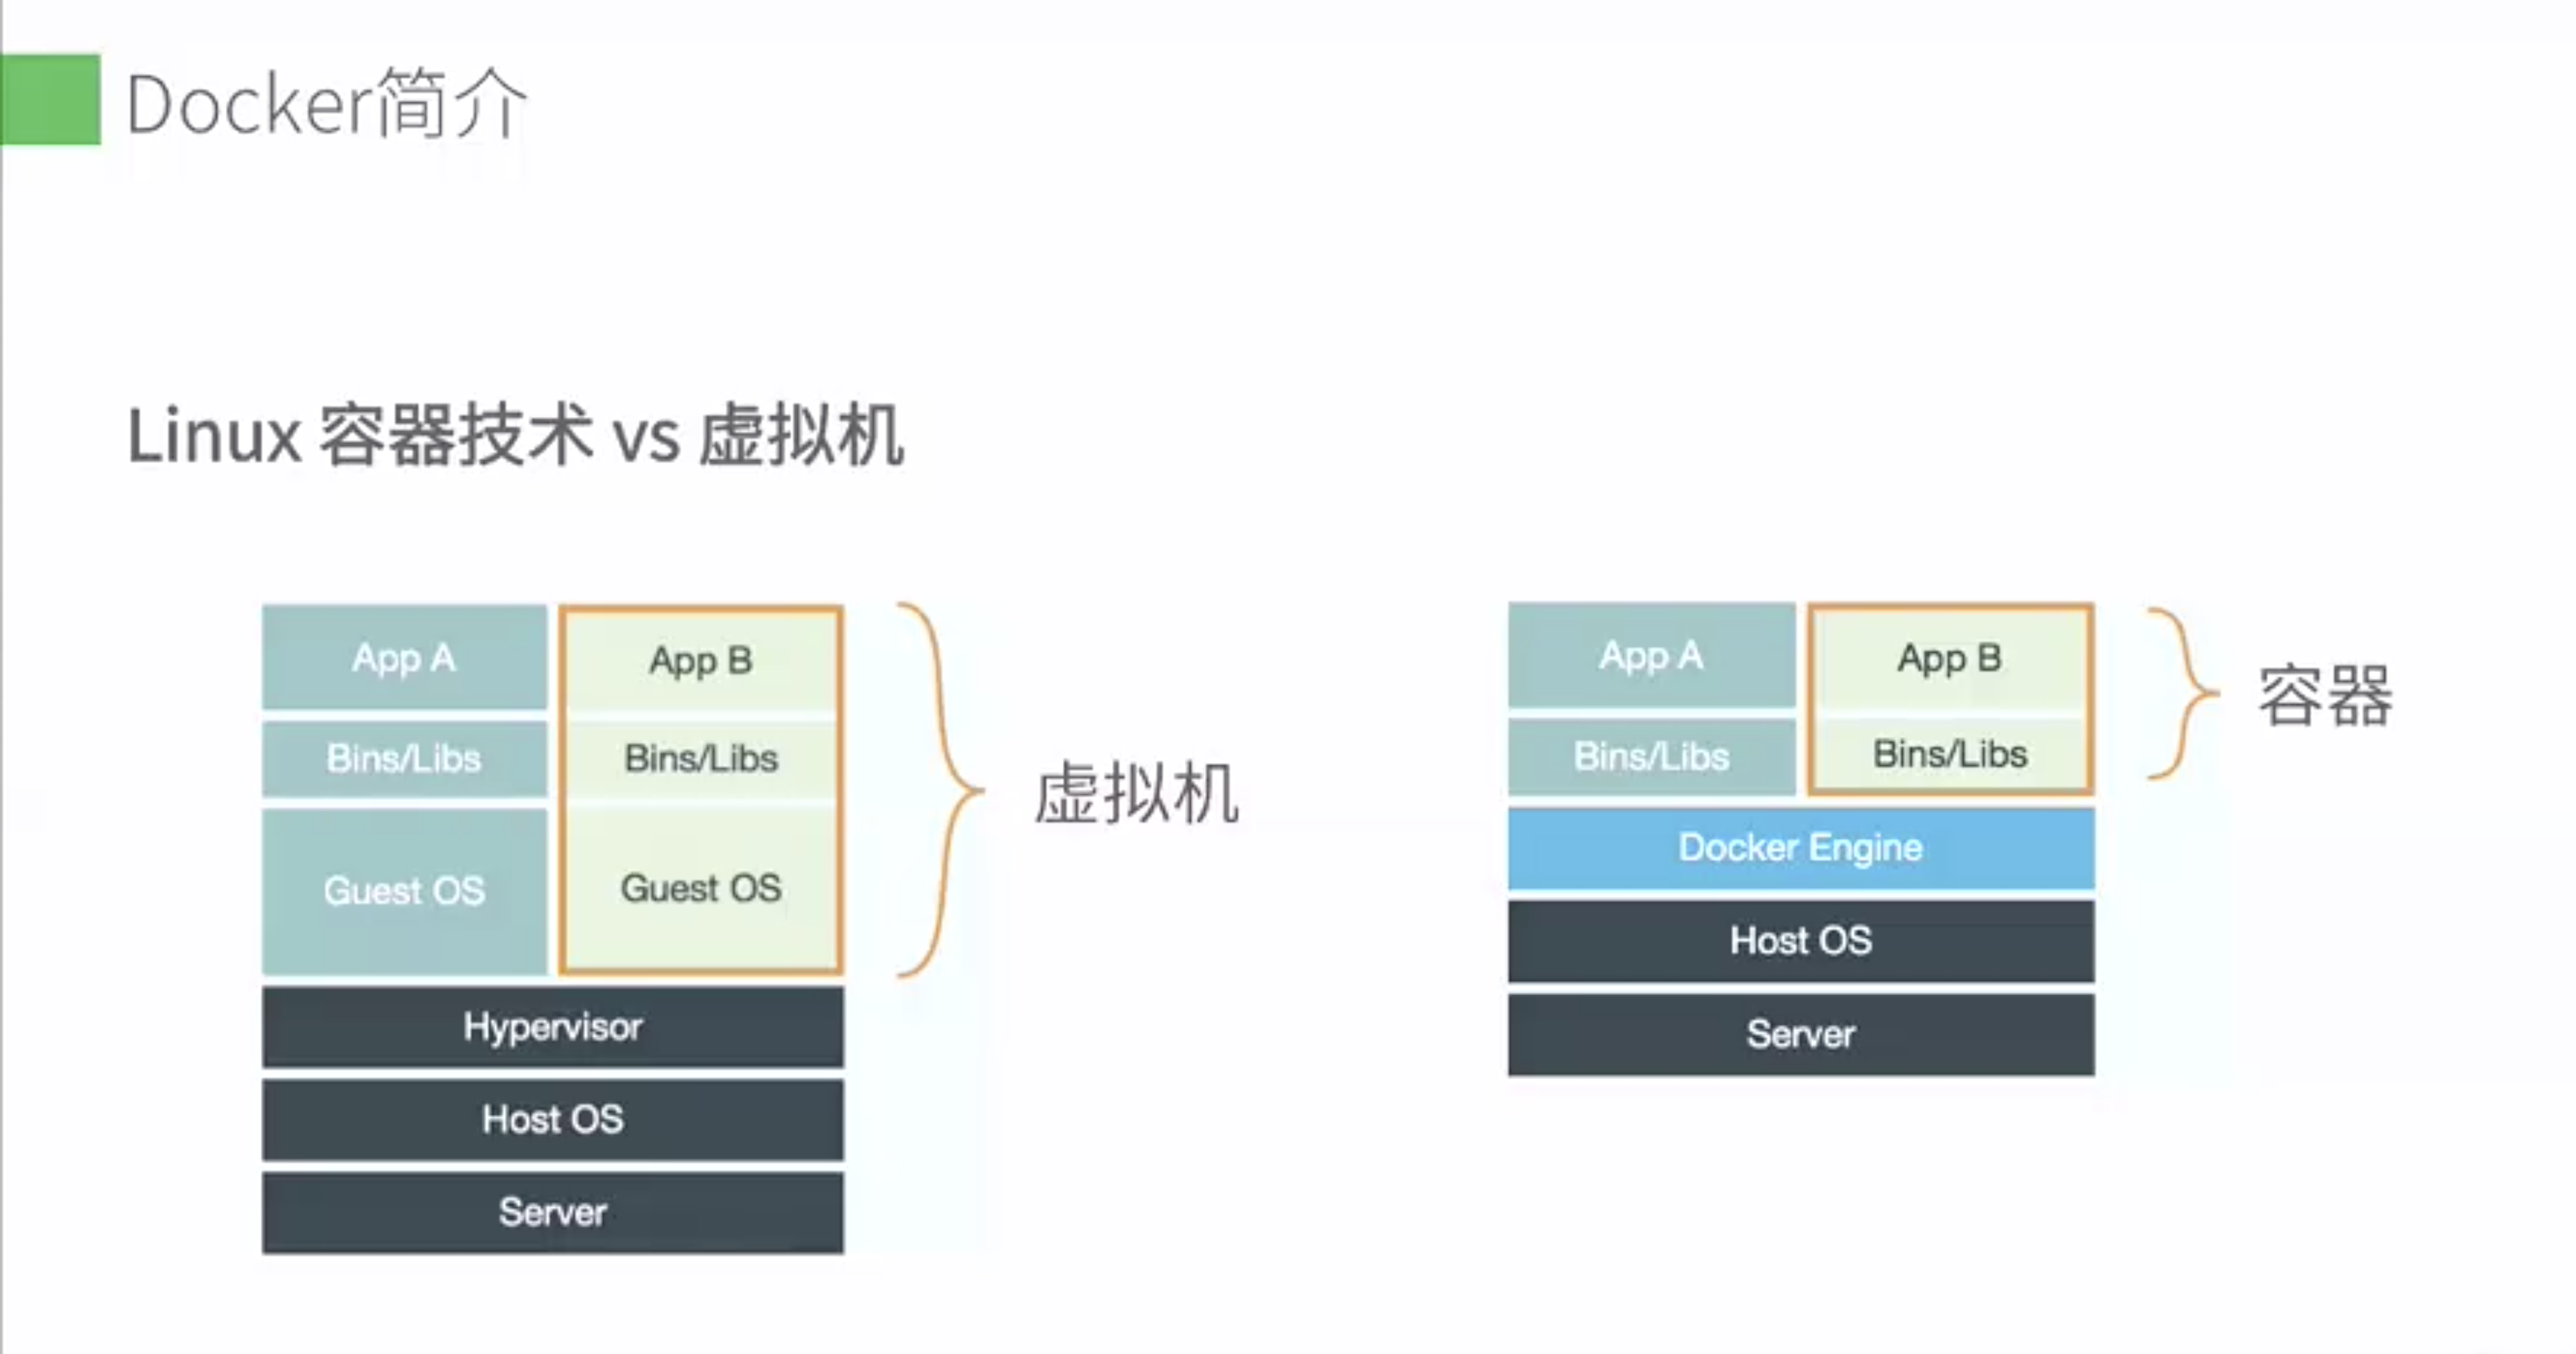 Docker简介
Linux 容器技术 vs 虚拟机
App A
App B
Bins/Libs
Bins/Libs
Guest OS
Guest OS
Hypervisor
Host OS
Server
虚拟机
App A
App B
Bins/Libs
Bins/Libs
Docker Engine
Host OS
Server
容器